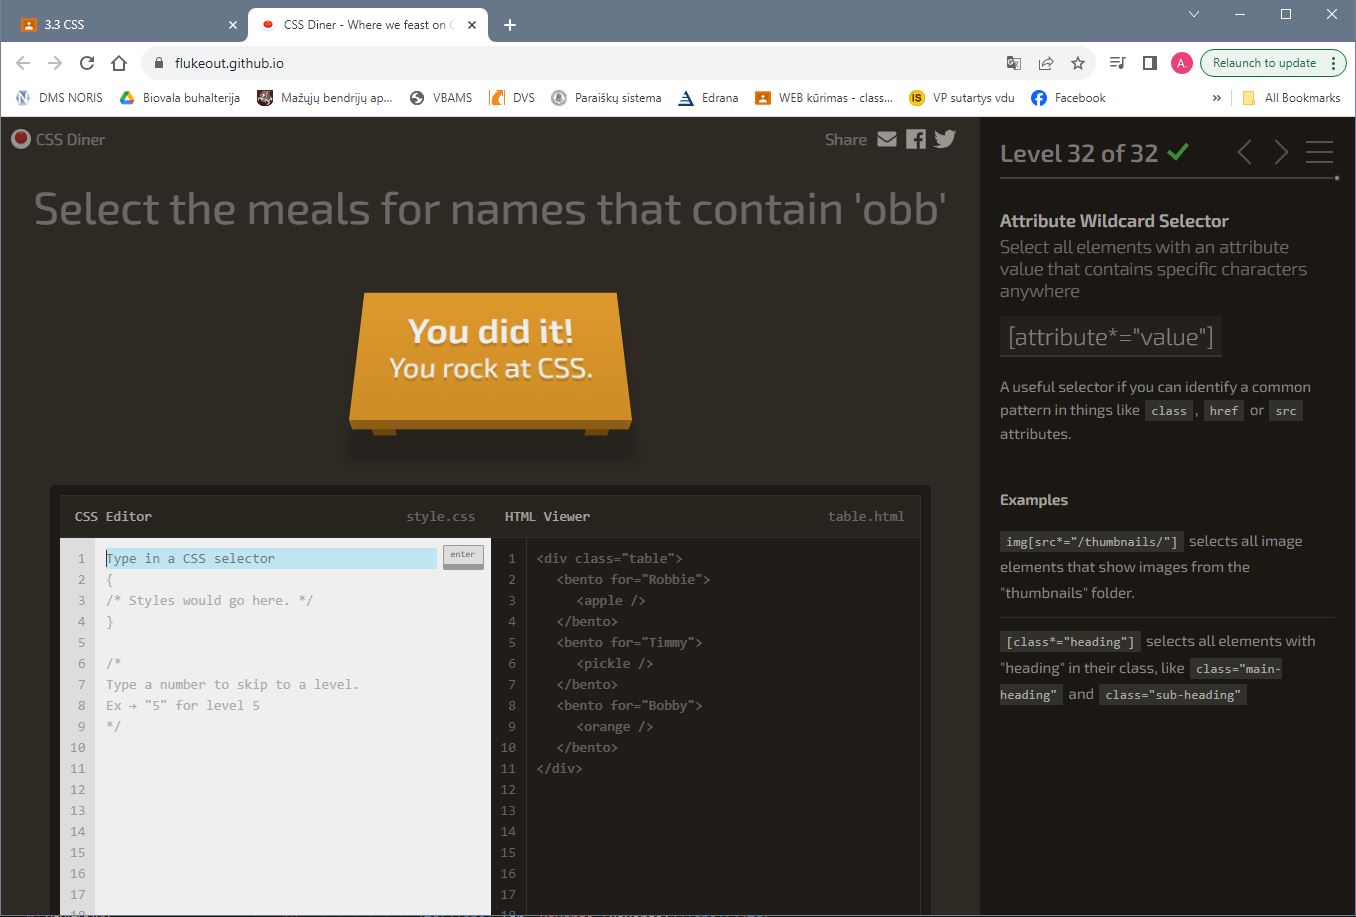 3.3 CSS
CSS Diner - Where we feast on
flukeout.github.io
A.
Relaunch to update
DMS NORIS
Biovala buhalterija
Mažųjų bendrijų ap...
VBAMS
DVS
Paraiškų sistema
Edrana
WEB kūrimas - class...
IS
VP sutartys vdu
Facebook
»
All Bookmarks
CSS Diner
Share
Select the meals for names that contain 'obb'
You did it!
You rock at CSS.
CSS Editor
style.css
HTML Viewer
table.html
1 Type in a CSS selector
enter
2 {
3 /* Styles would go here. */
4 }
5
6 /*
7 Type a number to skip to a level.
8 Ex → "5" for level 5
9 */
10
11
12
13
14
15
16
17
1 <div class="table">
2 <bento for="Robbie">
3 <apple />
4 </bento>
5 <bento for="Timmy">
6 <pickle />
7 </bento>
8 <bento for="Bobby">
9 <orange />
10 </bento>
11 </div>
12
13
14
15
16
17
Level 32 of 32
Attribute Wildcard Selector
Select all elements with an attribute
value that contains specific characters
anywhere
[attribute*="value"]
A useful selector if you can identify a common
pattern in things like class , href or src
attributes.
Examples
img[src*="/thumbnails/"] selects all image
elements that show images from the
"thumbnails" folder.
[class*="heading"] selects all elements with
"heading" in their class, like class="main-
heading" and class="sub-heading"